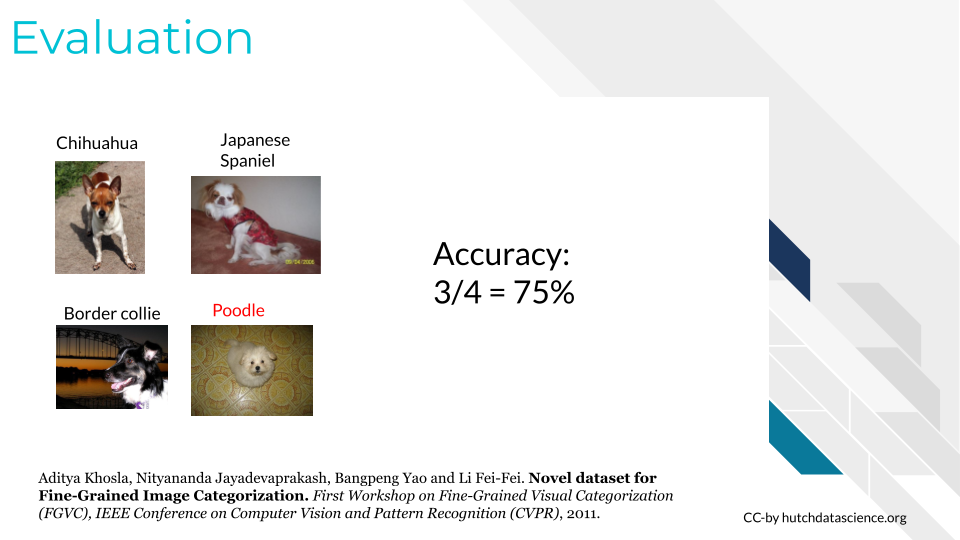 Evaluation
Chihuahua
Japanese
Spaniel
Border collie
Poodle
Accuracy:
3/4 = 75%
Aditya Khosla, Nityananda Jayadevaprakash, Bangpeng Yao and Li Fei-Fei. Novel dataset for
Fine-Grained Image Categorization. First Workshop on Fine-Grained Visual Categorization
(FGVC), IEEE Conference on Computer Vision and Pattern Recognition (CVPR), 2011.
CC-by hutchdatascience.org